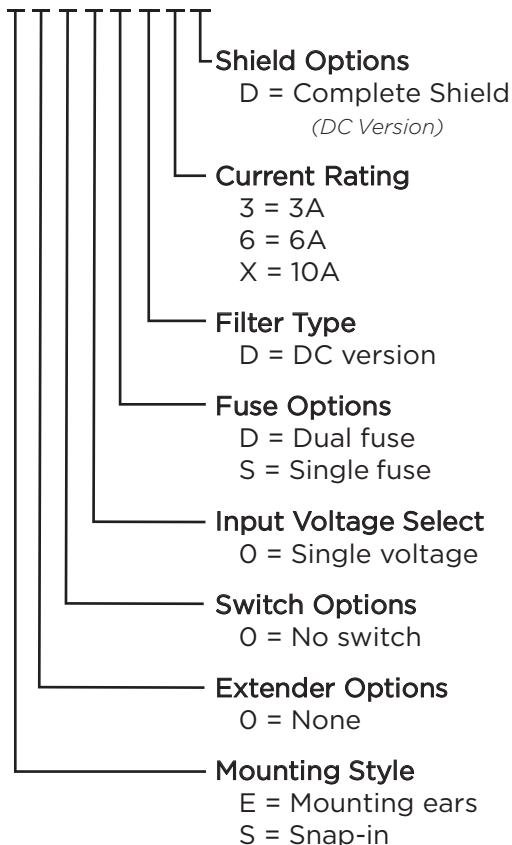 Shield Options
D = Complete Shield
(DC Version)
Current Rating
3 = 3A
6 = 6A
X = 10A
Filter Type
D = DC version
Fuse Options
D = Dual fuse
S = Single fuse
Input Voltage Select
0 = Single voltage
Switch Options
0 = No switch
Extender Options
0 = None
Mounting Style
E = Mounting ears
S = Snap-in